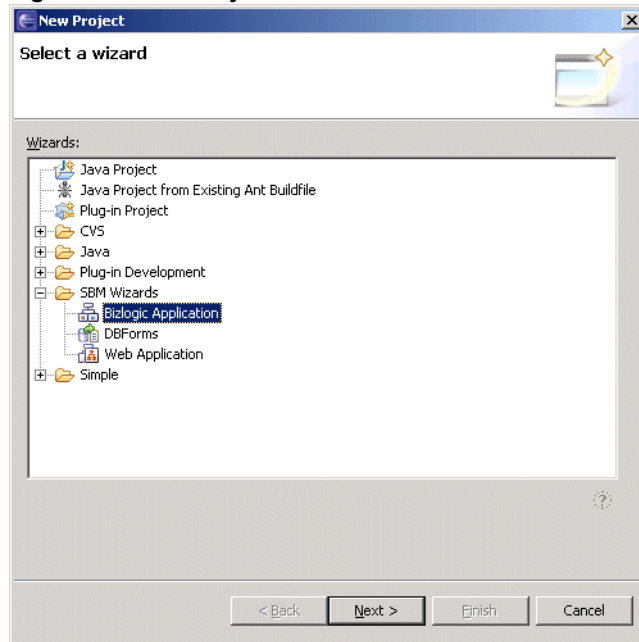 New Project
Select a wizard
Wizards:
Java Project
Java Project from Existing Ant Buildfile
Plug-in Project
CVS
Java
Plug-in Development
SBM Wizards
Bizlogic Application
DBForms
Web Application
Simple
< Back Next > Finish Cancel